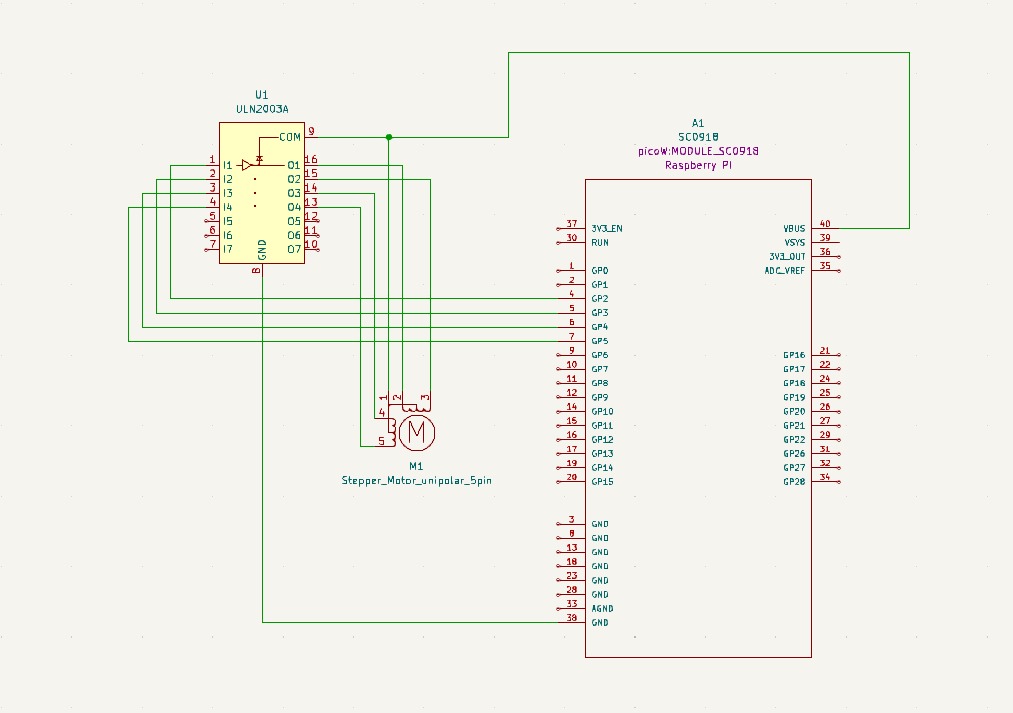 U1
ULN2003A
COM 9
1 I1 O1 16
2 I2 O2 15
3 I3 O3 14
4 I4 O4 13
5 I5 O5 12
6 I6 O6 11
7 I7 O7 10
GND
8
A1
SC0918
picoW:MODULE_SC0918
Raspberry Pi
37 3V3_EN VBUS 40
30 RUN VSYS 39
3V3_OUT 36
1 GP0 ADC_VREF 35
2 GP1
4 GP2
5 GP3
6 GP4
7 GP5
9 GP6 GP16 21
10 GP7 GP17 22
11 GP8 GP18 24
12 GP9 GP19 25
14 GP10 GP20 26
15 GP11 GP21 27
16 GP12 GP22 29
17 GP13 GP26 31
19 GP14 GP27 32
20 GP15 GP28 34
3 GND
8 GND
13 GND
18 GND
23 GND
28 GND
33 AGND
38 GND
1 2 3
4
5
M
M1
Stepper_Motor_unipolar_5pin